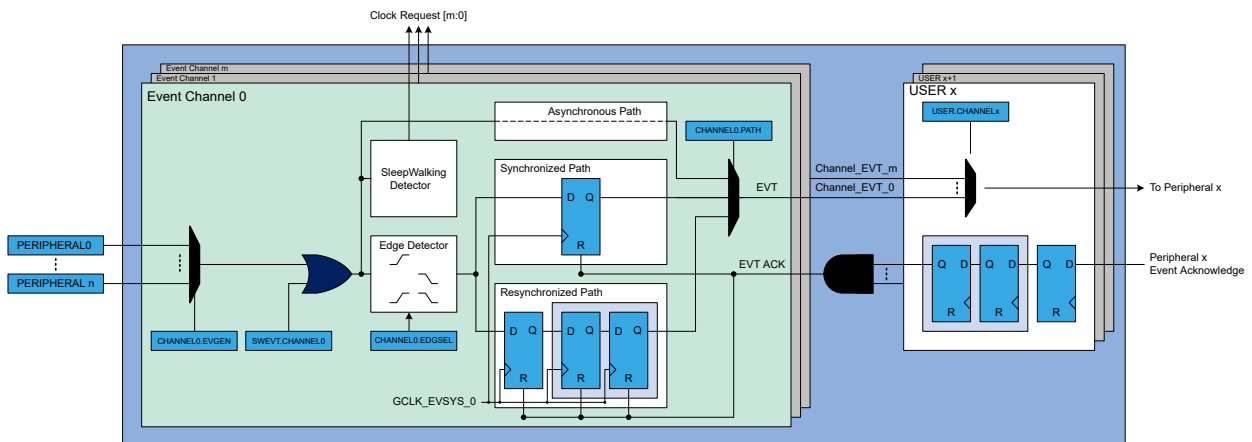 Clock Request [m:0]
Event Channel m
Event Channel 1
Event Channel 0
USER x+1
USER x
Asynchronous Path
CHANNEL0.PATH
USER.CHANNELx
SleepWalking
Detector
Synchronized Path
D Q
R
EVT
Channel_EVT_m
Channel_EVT_0
To Peripheral x
PERIPHERAL0
PERIPHERAL n
Edge Detector
EVT ACK
Q D
R
Q D
R
Q D
R
Peripheral x
Event Acknowledge
Resynchronized Path
D Q
R
D Q
R
D Q
R
CHANNEL0.EVGEN
SWEVT.CHANNEL0
CHANNEL0.EDGSEL
GCLK_EVSYS_0